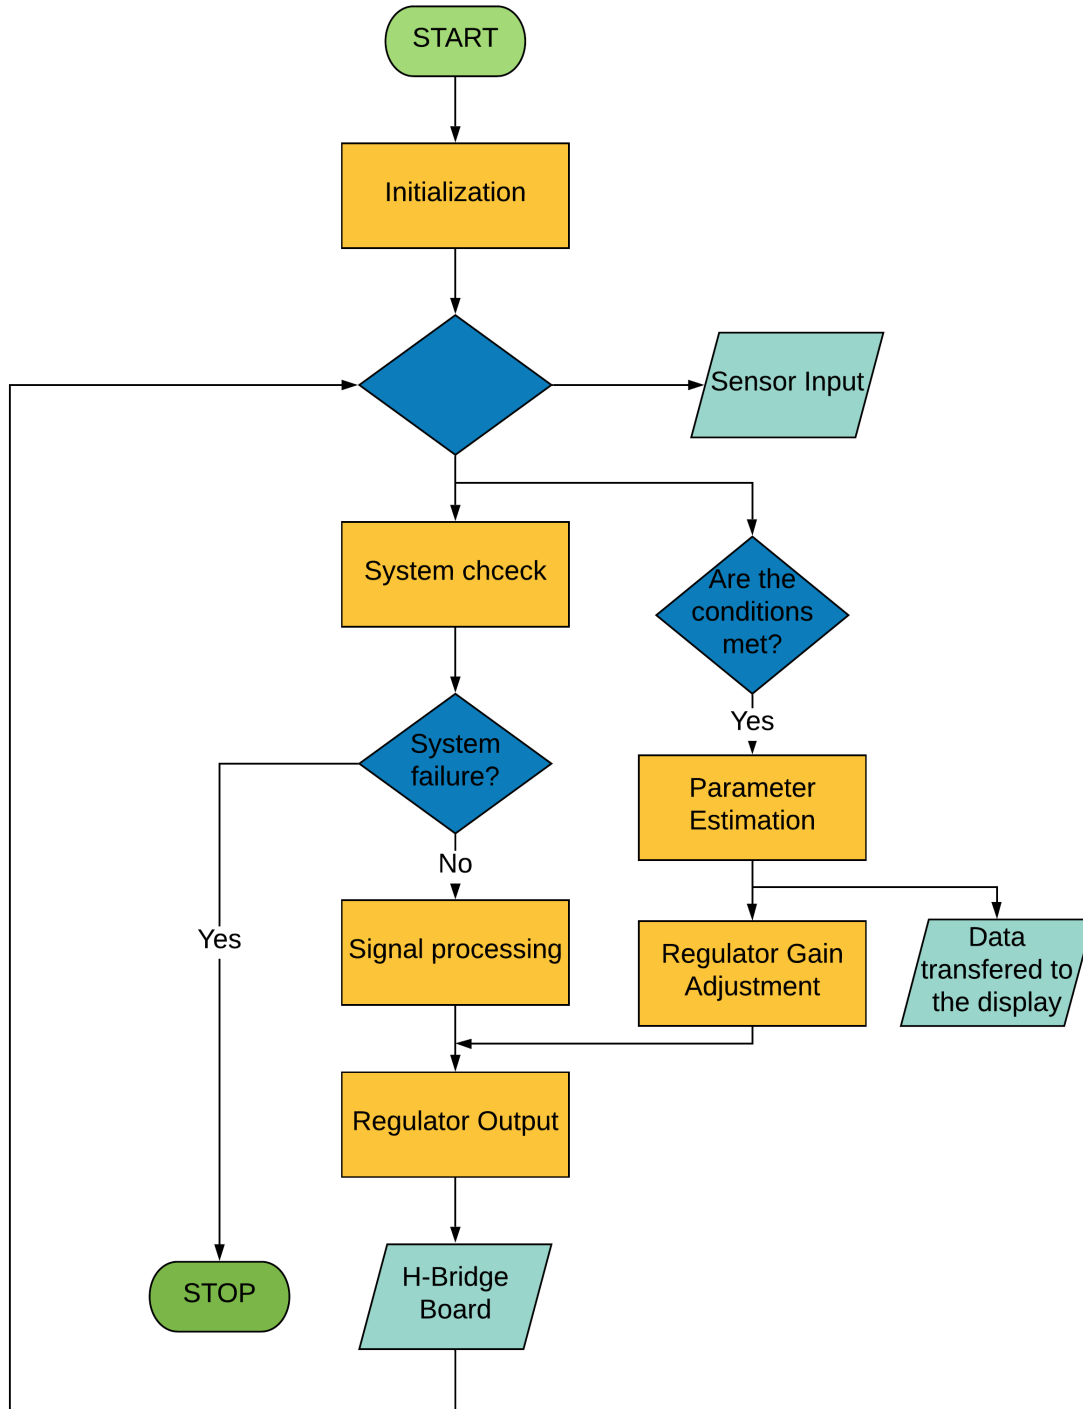 START
Initialization
Sensor Input
System chceck
Are the
conditions
met?
Yes
System
failure?
No
Parameter
Estimation
Yes
Signal processing
Regulator Gain
Adjustment
Data
transfered to
the display
Regulator Output
STOP
H-Bridge
Board